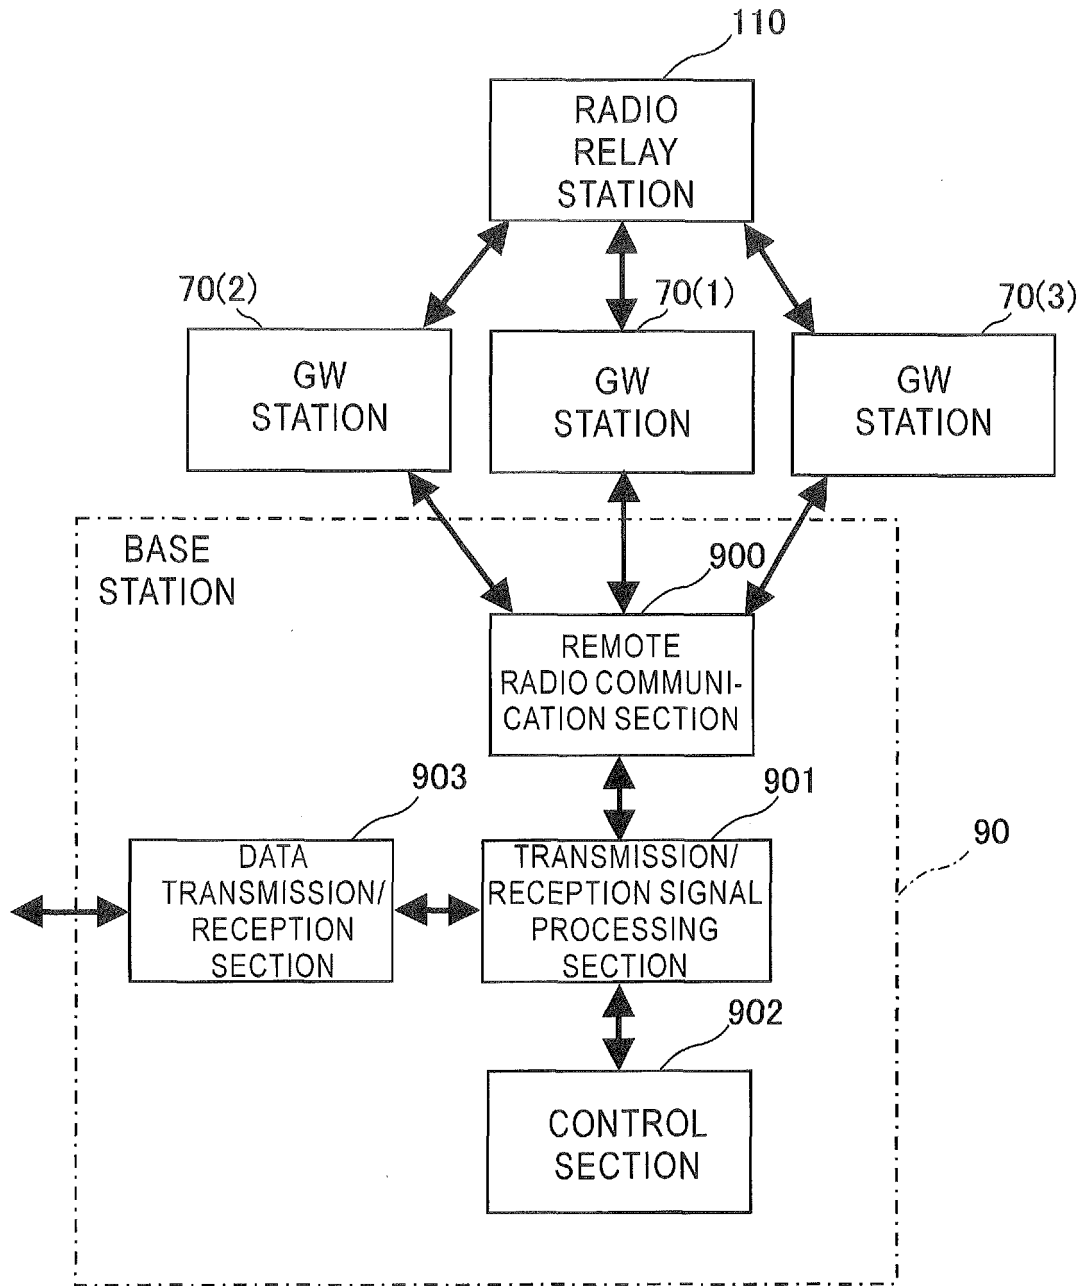 110
RADIO
RELAY
STATION
70(2)
70(1)
70(3)
GW
STATION
GW
STATION
GW
STATION
BASE
STATION
900
REMOTE
RADIO COMMUNI-
CATION SECTION
903
901
90
DATA
TRANSMISSION/
RECEPTION
SECTION
TRANSMISSION/
RECEPTION SIGNAL
PROCESSING
SECTION
902
CONTROL
SECTION